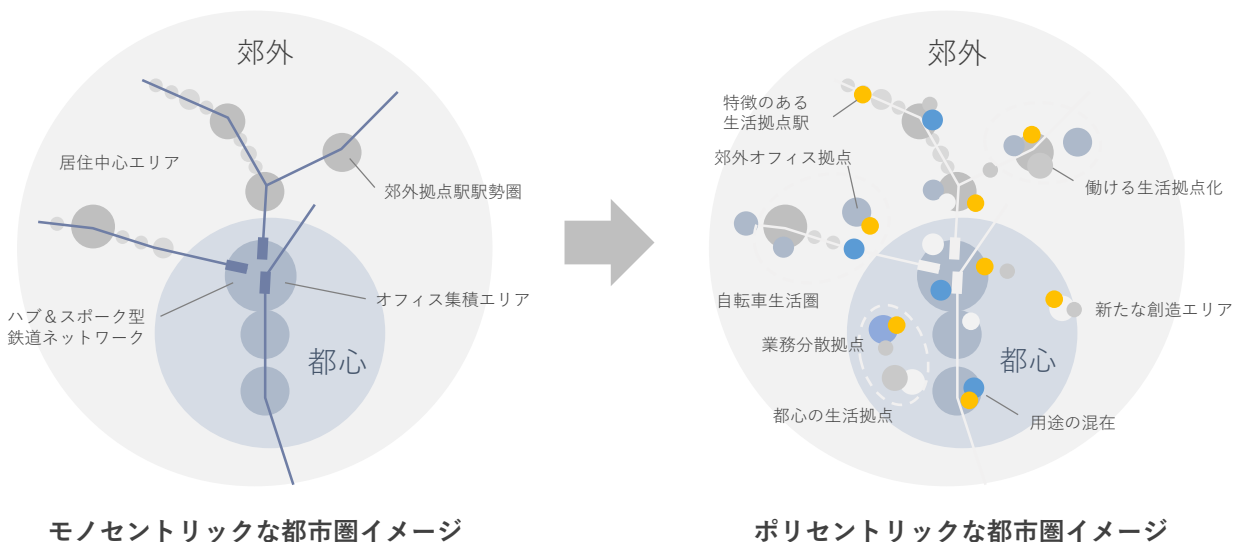 郊外
居住中心エリア
郊外拠点駅駅勢圏
オフィス集積エリア
ハブ＆スポーク型
鉄道ネットワーク
都心
モノセントリックな都市圏イメージ
郊外
特徴のある
生活拠点駅
郊外オフィス拠点
働ける生活拠点化
自転車生活圏
新たな創造エリア
業務分散拠点
都心
都心の生活拠点
用途の混在
ポリセントリックな都市圏イメージ